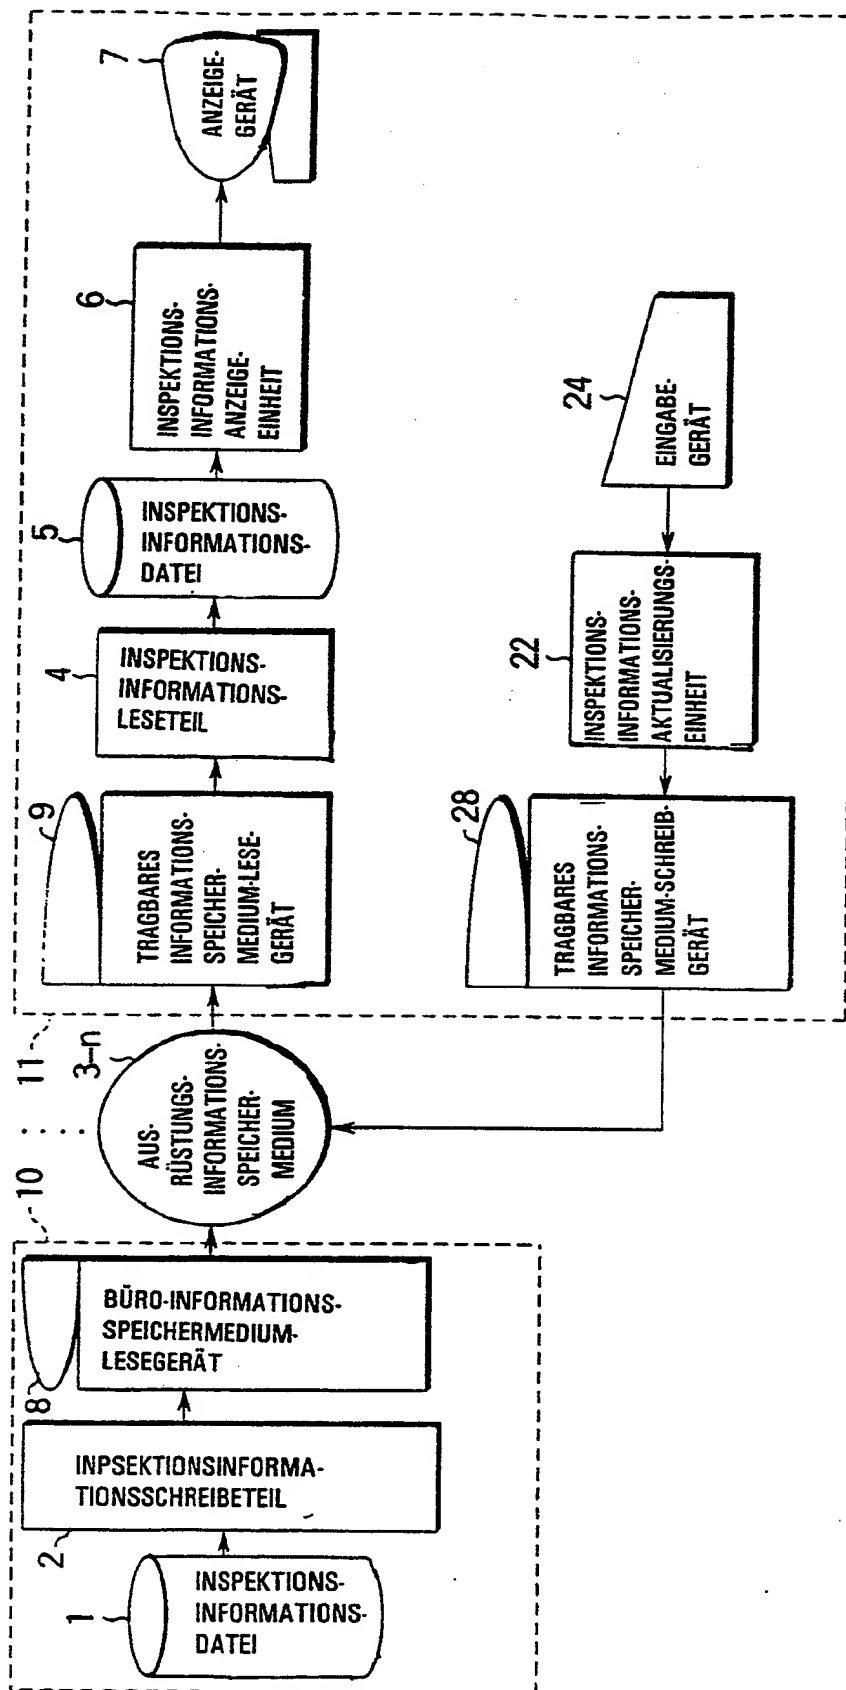 10
1
INSPEKTIONS-
INFORMATIONS-
DATEI
2
INPSEKTIONSINFORMA-
TIONSSCHREIBETEIL
8
BÜRO-INFORMATIONS-
SPEICHERMEDIUM-
LESEGERÄT
3-n
AUS-
RÜSTUNGS-
INFORMATIONS-
SPEICHER-
MEDIUM
11
9
TRAGBARES
INFORMATIONS-
SPEICHER-
MEDIUM-LESE-
GERÄT
4
INSPEKTIONS-
INFORMATIONS-
LESETEIL
5
INSPEKTIONS-
INFORMATIONS-
DATEI
6
INSPEKTIONS-
INFORMATIONS-
ANZEIGE-
EINHEIT
7
ANZEIGE-
GERÄT
28
TRAGBARES
INFORMATIONS-
SPEICHER-
MEDIUM-SCHREIB-
GERÄT
22
INSPEKTIONS-
INFORMATIONS-
AKTUALISIERUNGS-
EINHEIT
24
EINGABE-
GERÄT